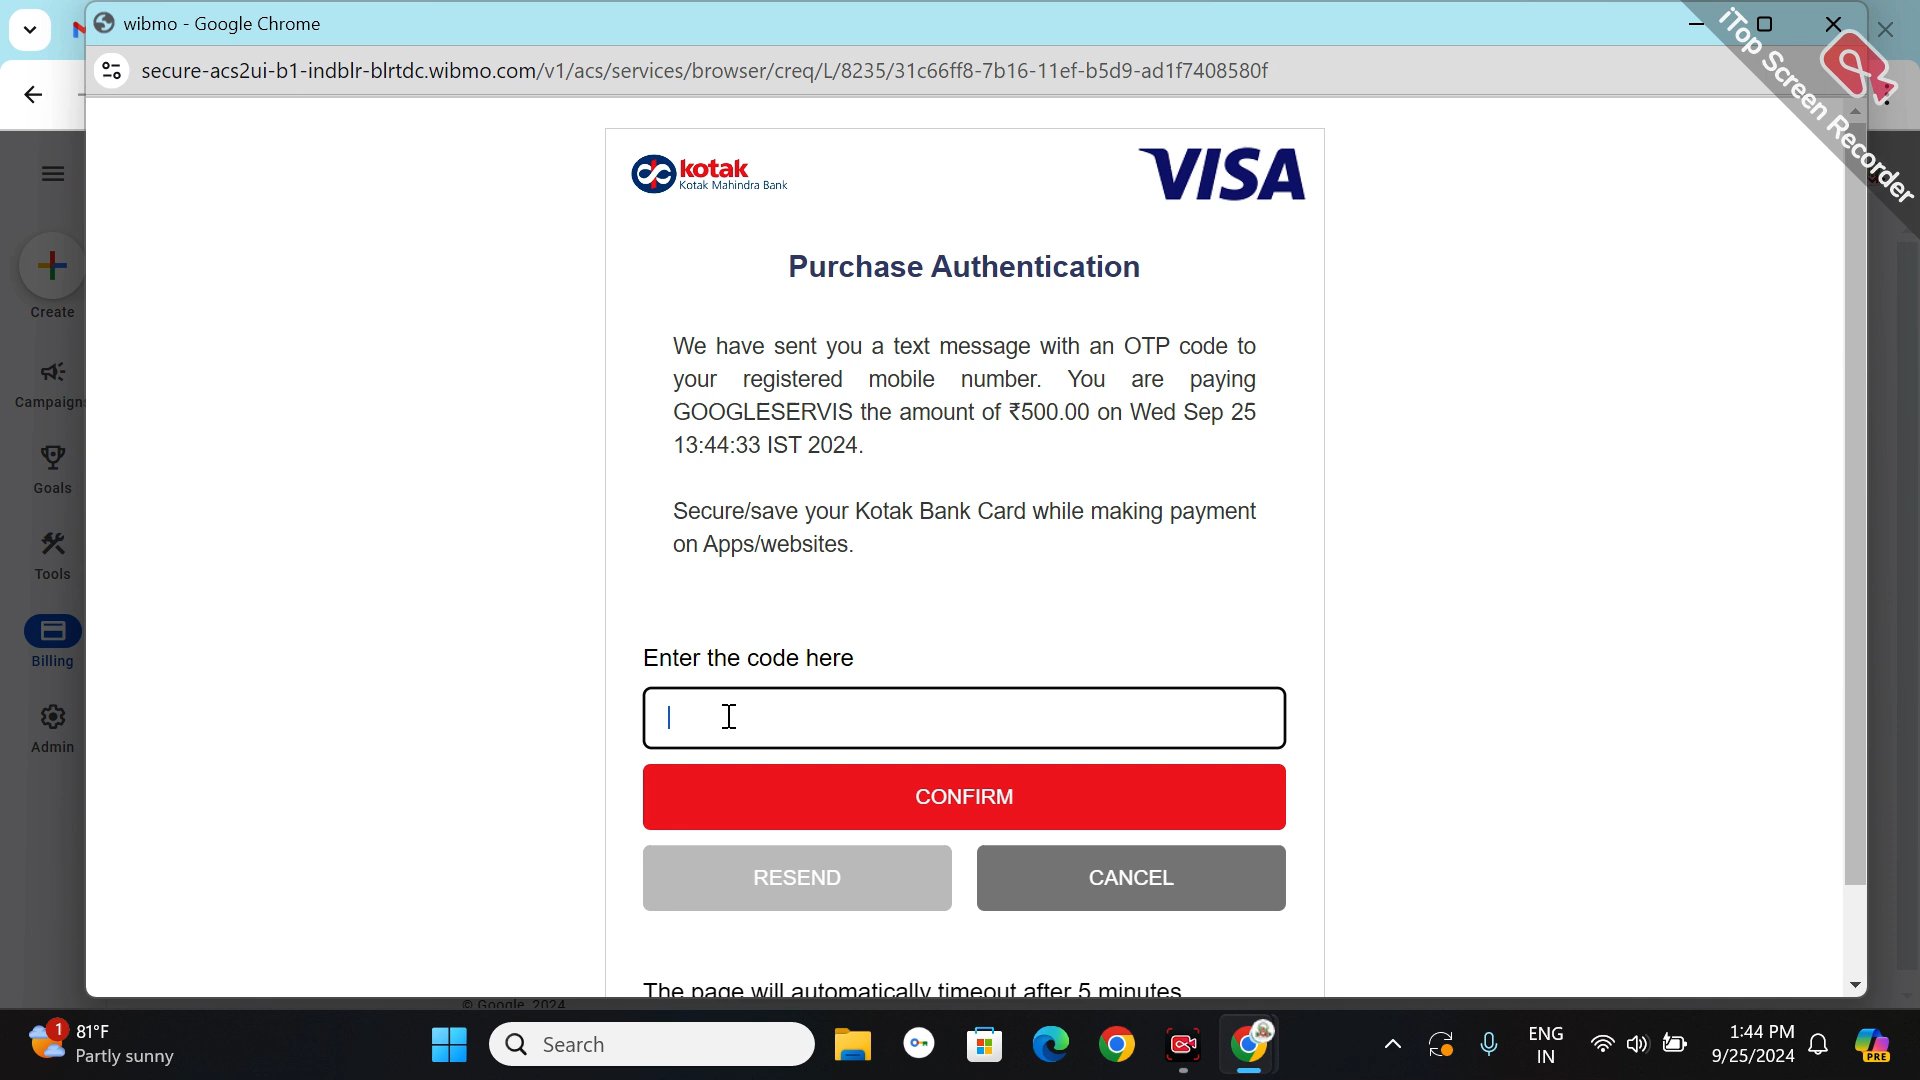 wibmo - Google Chrome
secure-acs2ui-b1-indblr-blrtdc.wibmo.com/v1/acs/services/browser/creq/L/8235/31c66ff8-7b16-11ef-b5d9-ad1f7408580f
iTop Screen Recorder
kotak
Kotak Mahindra Bank
VISA
Purchase Authentication
We have sent you a text message with an OTP code to
your registered mobile number. You are paying
GOOGLESERVIS the amount of ₹500.00 on Wed Sep 25
13:44:33 IST 2024.
Secure/save your Kotak Bank Card while making payment
on Apps/websites.
Enter the code here
CONFIRM
RESEND
CANCEL
The page will automatically timeout after 5 minutes
Create
Campaign
Goals
Tools
Billing
Admin
© Google, 2024
1
81°F
Partly sunny
Search
ENG
IN
1:44 PM
9/25/2024
PRE